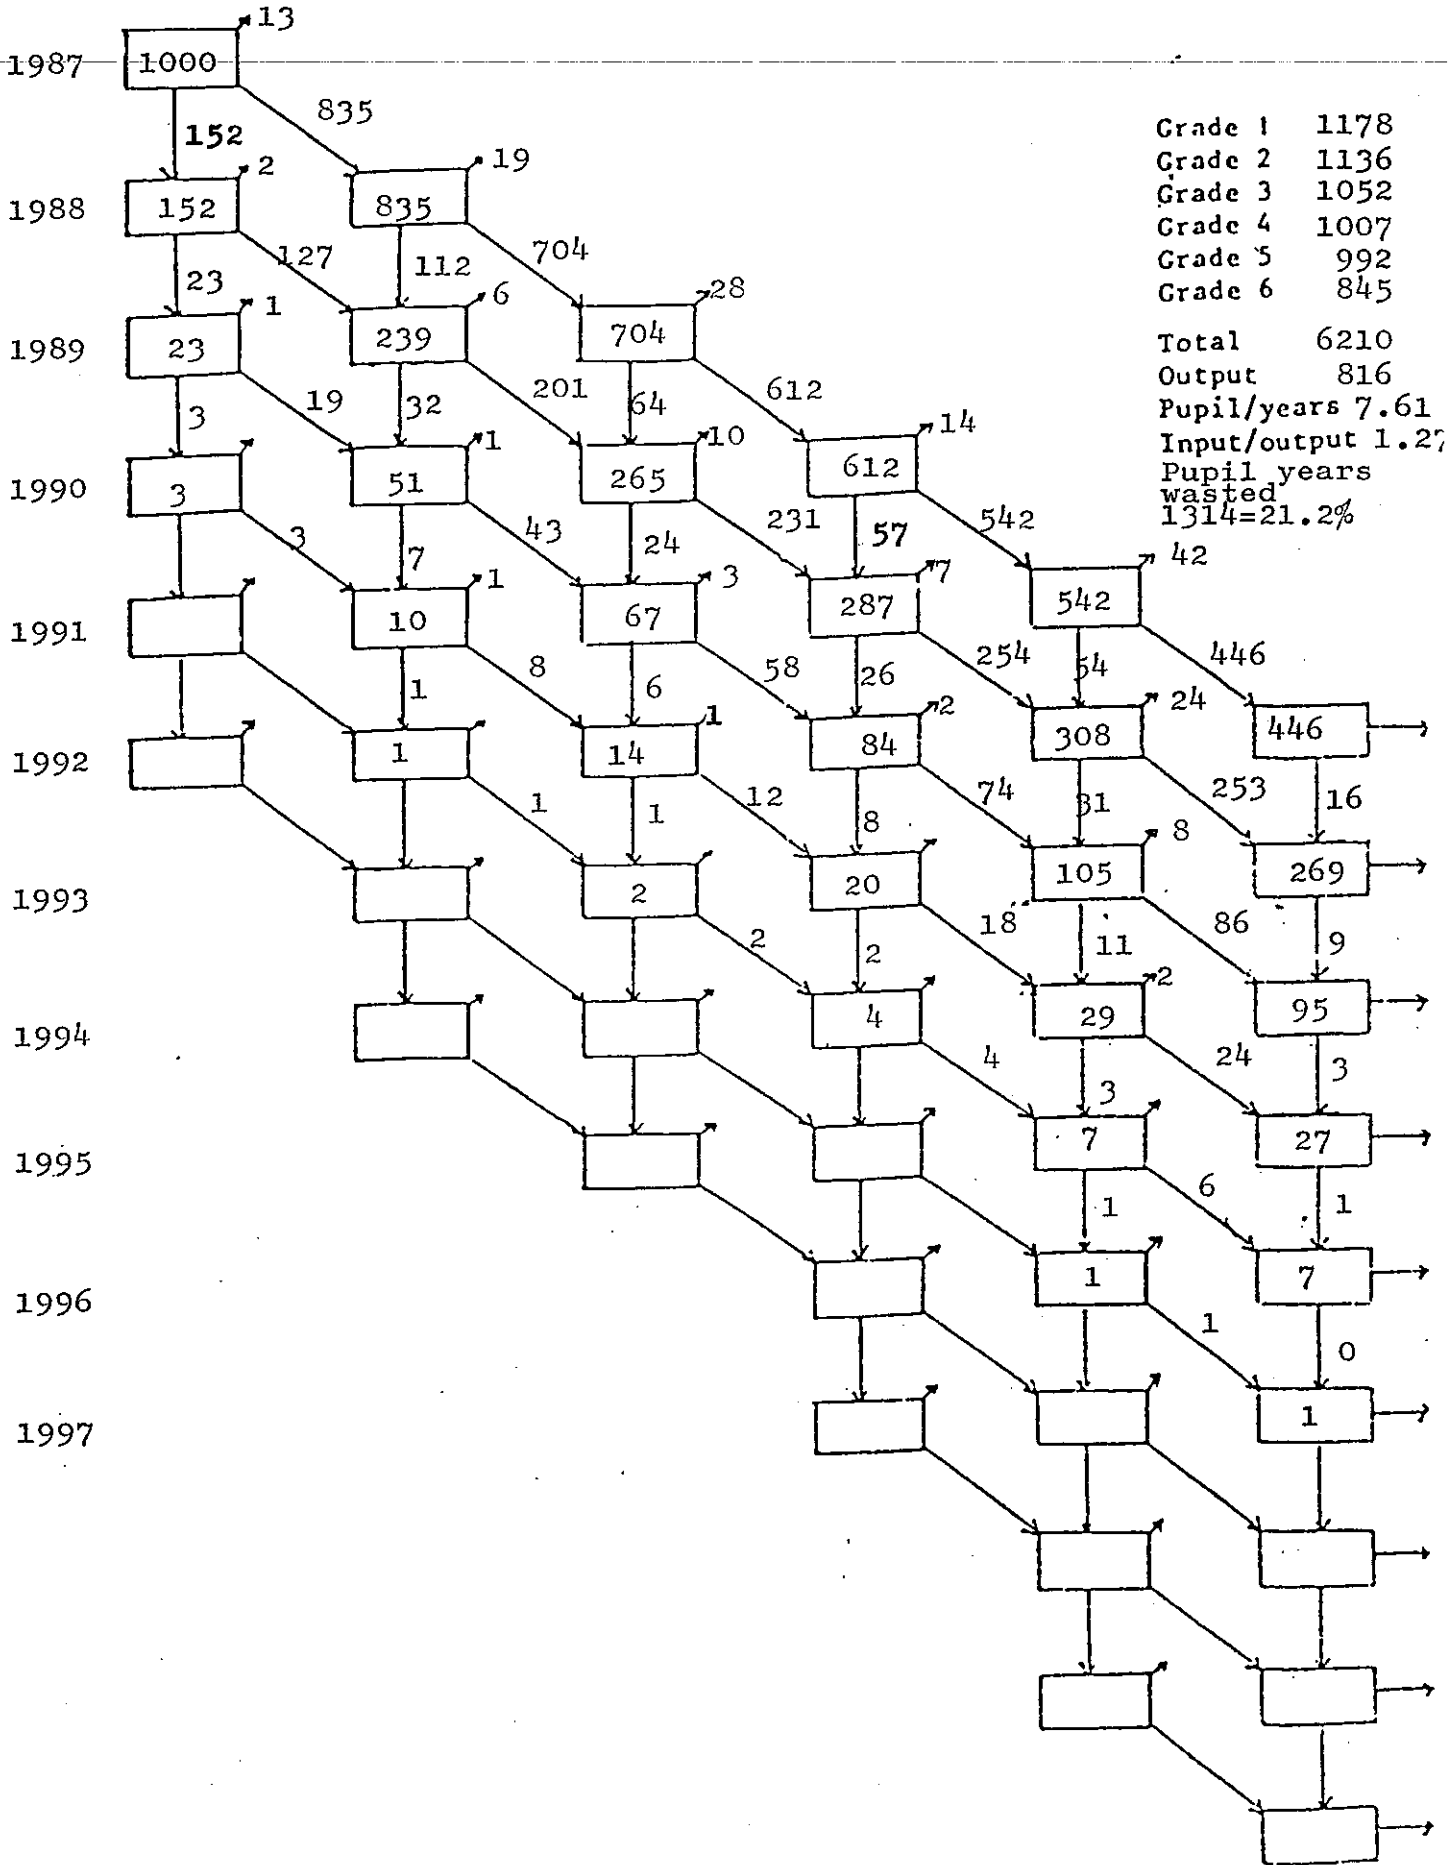 13
1987 1000
835
152
Grade 1 1178
2 19
Grade 2 1136
1988 152 835
Grade 3 1052
Grade 4 1007
127 112 704
Grade 5 992
23
1 6 28
Grade 6 845
1989 23 239 704
Total 6210
Output 816
3 19 32 201 64 612
Pupil/years 7.61
1 10 14
Input/output 1.27
1990 3 51 265 612
Pupil years
wasted
1314=21.2%
3 7 43 24 231 57 542
1 3 7 42
1991 10 67 287 542
1 8 6 58 26 254 54 446
1 2 24
1992 1 14 84 308 446
1 1 12 8 74 31 253 16
8
1993 2 20 105 269
2 2 18 11 86 9
2
1994 4 29 95
4 3 24 3
1995 7 27
1 6 1
1996 1 7
1 0
1997 1